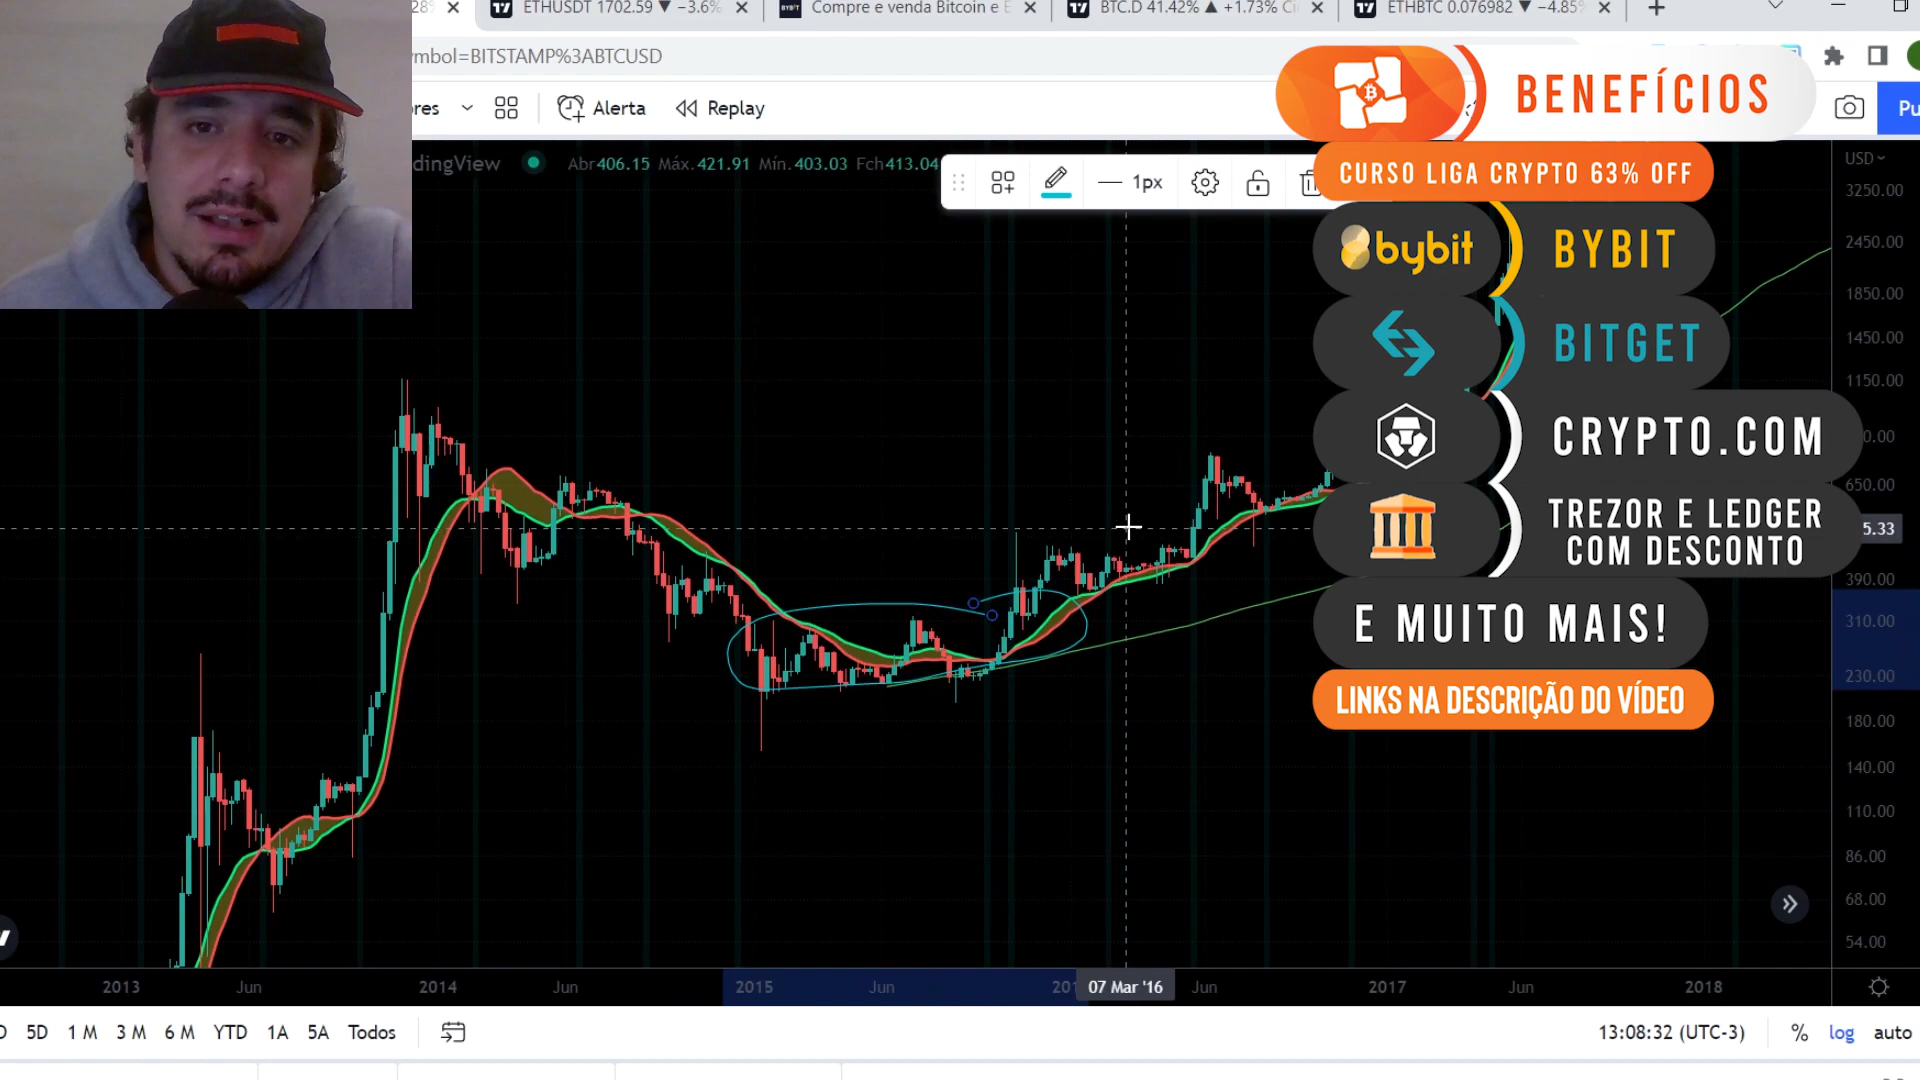 28%
ETHUSDT 1702.59 ▼ −3.6%
Compre e venda Bitcoin e E
BTC.D 41.42% ▲ +1.73%
ETHBTC 0.076982 ▼ −4.85%
mbol=BITSTAMP%3ABTCUSD
res
Alerta
Replay
Pu
BENEFÍCIOS
dingView
Abr406.15 Máx.421.91 Mín.403.03 Fch413.04
1px
CURSO LIGA CRYPTO 63% OFF
bybit
BYBIT
BITGET
CRYPTO.COM
TREZOR E LEDGER
COM DESCONTO
E MUITO MAIS!
LINKS NA DESCRIÇÃO DO VÍDEO
USD
3250.00
2450.00
1850.00
1450.00
1150.00
0.00
650.00
5.33
390.00
310.00
230.00
180.00
140.00
110.00
86.00
68.00
54.00
2013 Jun 2014 Jun 2015 Jun 201 07 Mar '16 Jun 2017 Jun 2018
5D 1 M 3 M 6 M YTD 1A 5A Todos
13:08:32 (UTC-3) % log auto